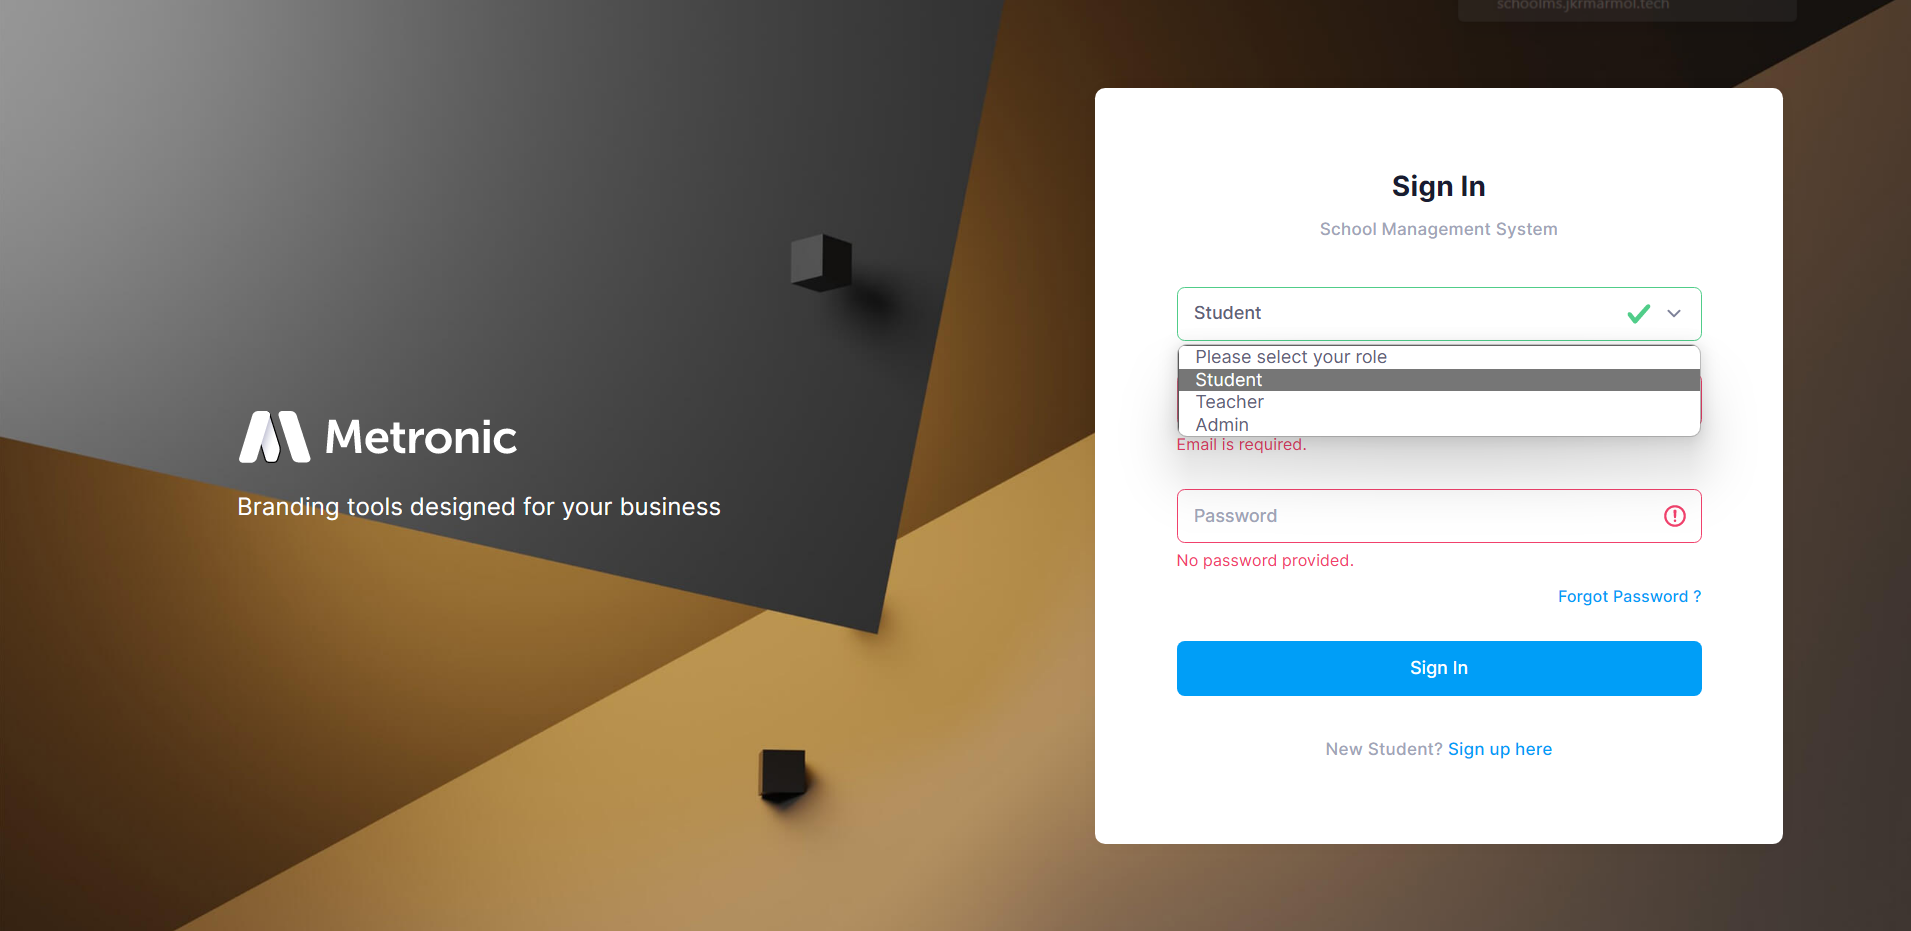 schoolms.jkrmarmol.tech
Metronic
Branding tools designed for your business
Sign In
School Management System
Student
Please select your role
Student
Teacher
Admin
Email is required.
Password
No password provided.
Forgot Password ?
Sign In
New Student? Sign up here